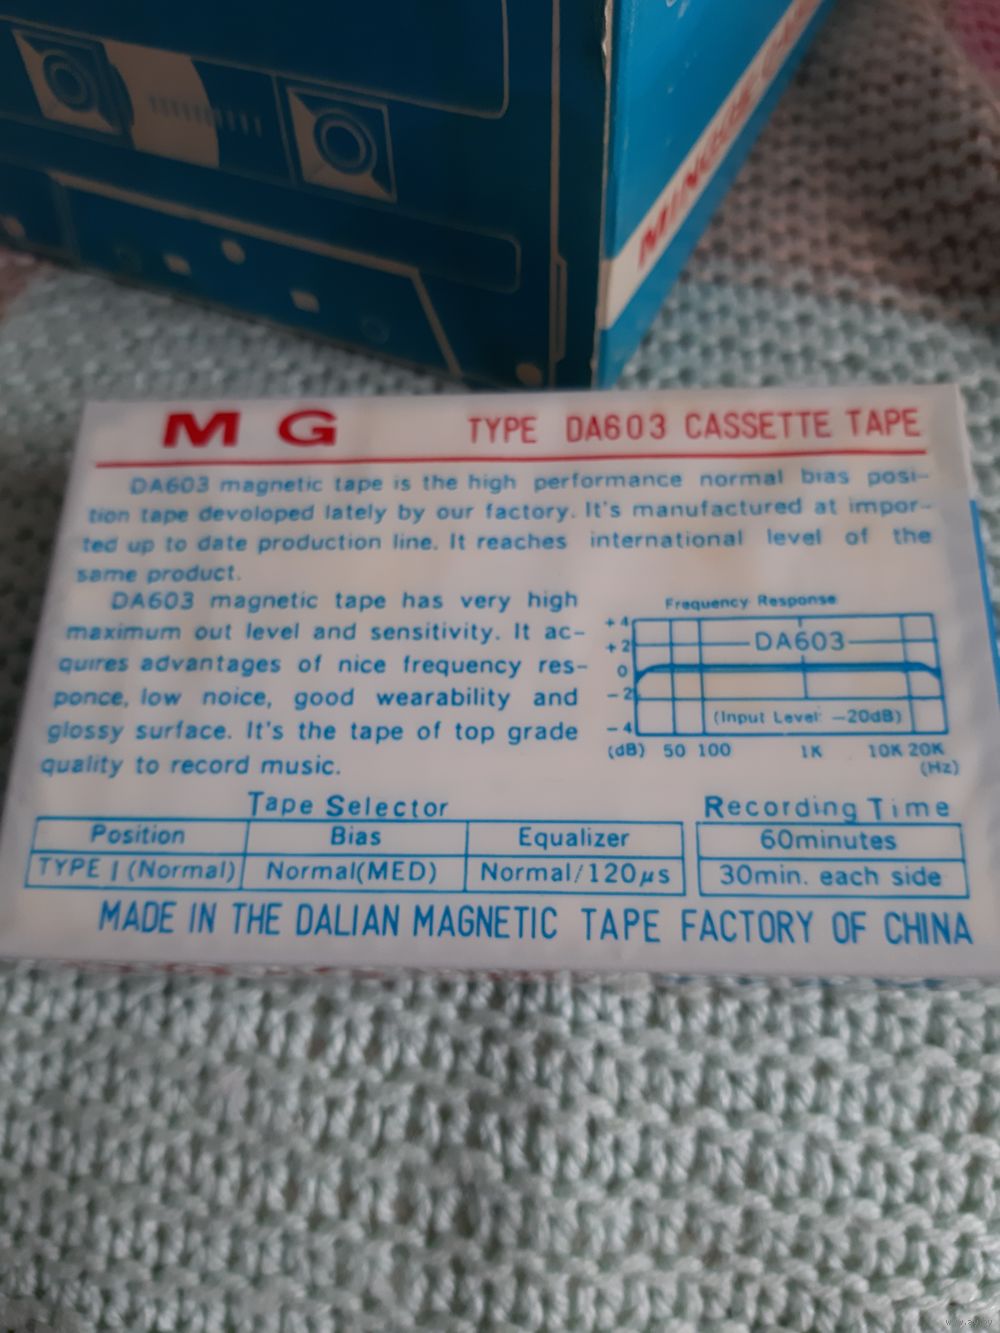 M G TYPE DA603 CASSETTE TAPE
DA603 magnetic tape is the high performance normal bias posi-
tion tape devoloped lately by our factory. It's manufactured at impor-
ted up to date production line. It reaches international level of the
same product.
DA603 magnetic tape has very high
maximum out level and sensitivity. It ac-
quires advantages of nice frequency res-
ponce, low noice, good wearability and
glossy surface. It's the tape of top grade
quality to record music.
Frequency Response
+4
+2
0
-2
-4
DA603
(Input Level: -20dB)
(dB) 50 100 1K 10K 20K
(Hz)
Tape Selector
Position Bias Equalizer
TYPE I (Normal) Normal(MED) Normal/120µs
Recording Time
60minutes
30min. each side
MADE IN THE DALIAN MAGNETIC TAPE FACTORY OF CHINA